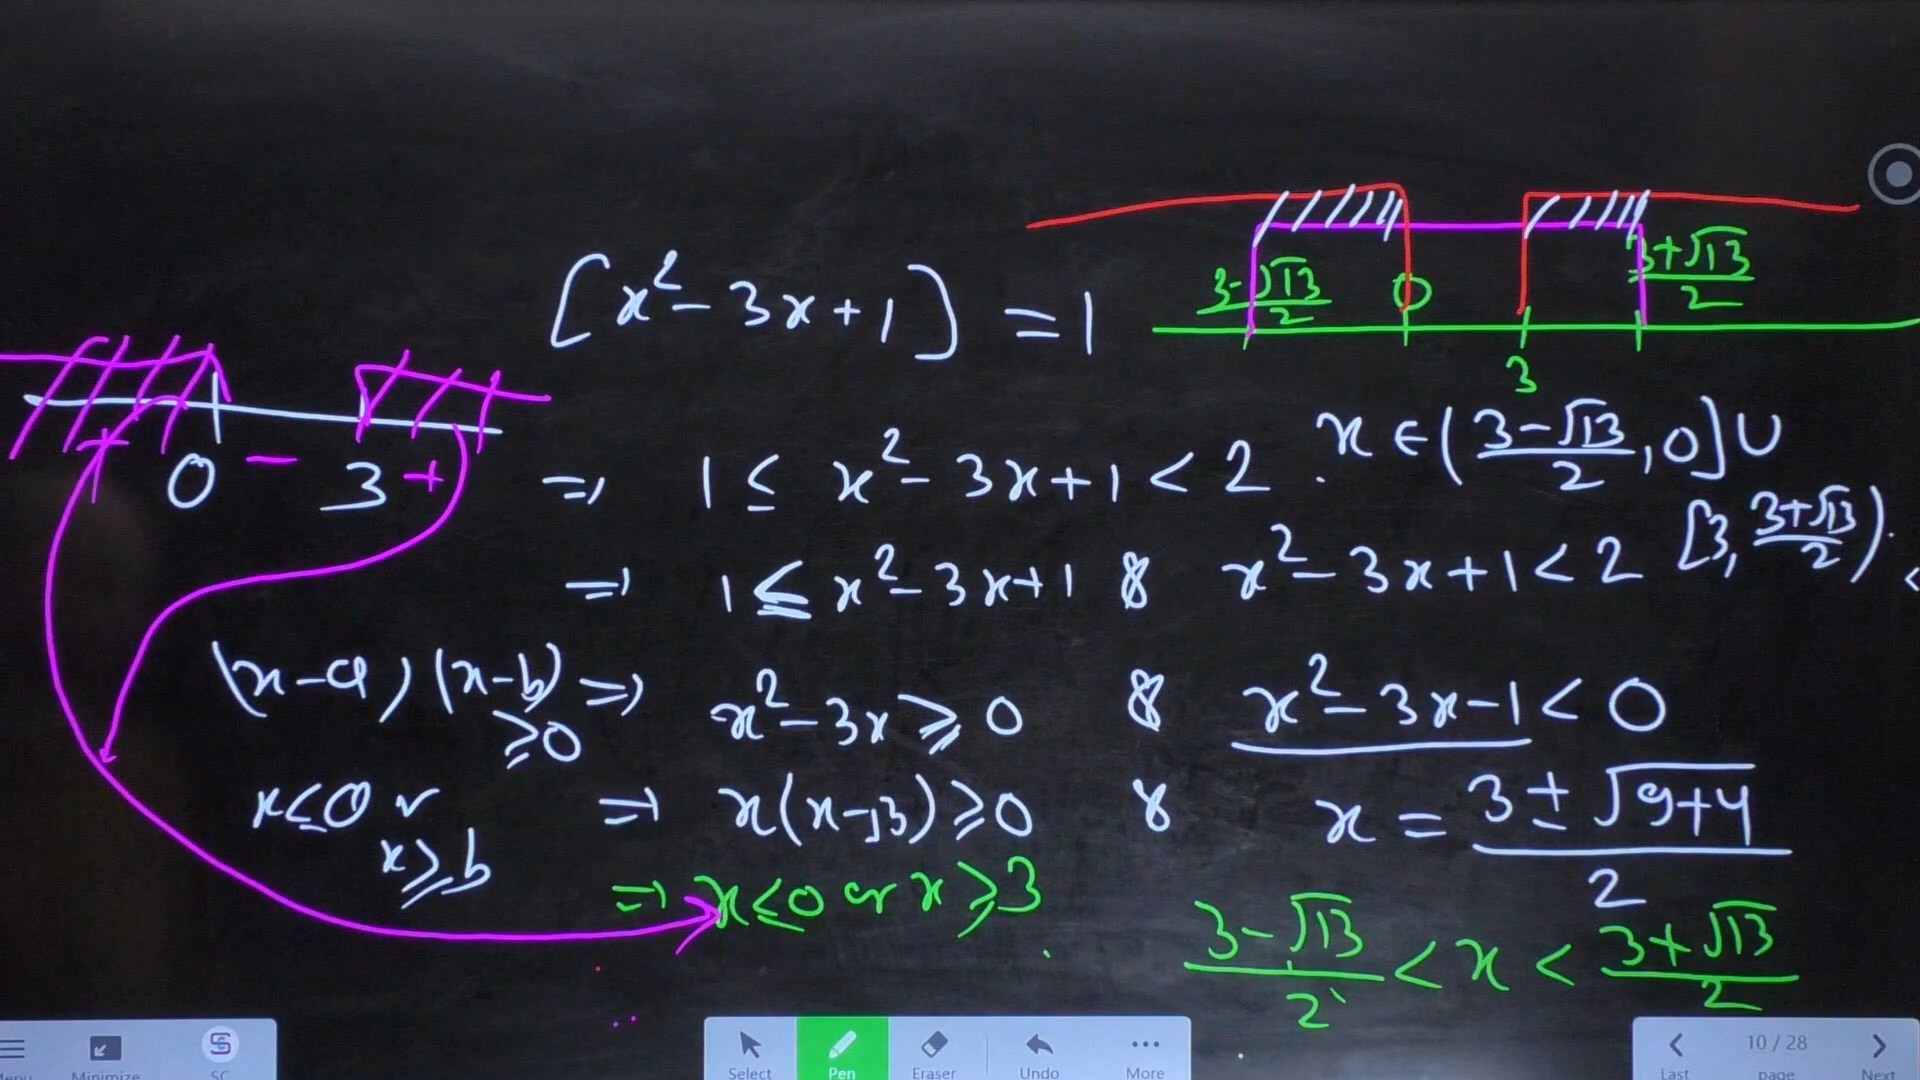 [x² - 3x + 1] = 1
3-√13/2 0 3 3+√13/2
0 - 3 +
⇒ 1 ≤ x² - 3x + 1 < 2 . x ∈ (3-√13/2, 0] ∪
[3, 3+√13/2).
⇒ 1 ≤ x² - 3x + 1 & x² - 3x + 1 < 2
(x-a)(x-b) ≥ 0
⇒ x² - 3x ≥ 0 & x² - 3x - 1 < 0
x ≤ 0 or
x ≥ b
⇒ x(x-3) ≥ 0 & x = 3 ± √9+4/2
⇒ x ≤ 0 or x ≥ 3
3-√13/2 < x < 3+√13/2
Minimize SC Select Pen Eraser Undo More
Last 10 / 28 page Next